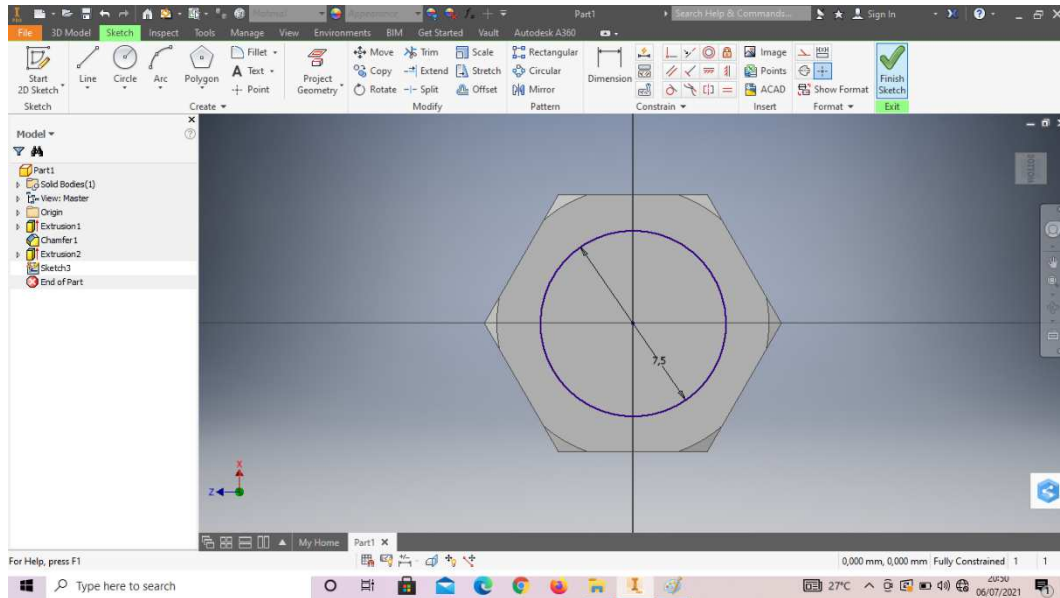 Material Appearance Part1 Search Help & Commands... Sign In
File 3D Model Sketch Inspect Tools Manage View Environments BIM Get Started Vault Autodesk A360
Start 2D Sketch
Line
Circle
Arc
Polygon
Fillet
Text
Point
Project Geometry
Move Trim Scale
Copy Extend Stretch
Rotate Split Offset
Rectangular
Circular
Mirror
Dimension
Image
Points
ACAD
Show Format
Finish Sketch
Sketch Create Modify Pattern Constrain Insert Format Exit
Model
Part1
Solid Bodies(1)
View: Master
Origin
Extrusion1
Chamfer1
Extrusion2
Sketch3
End of Part
BOTTOM
7,5
X
Z
My Home Part1
For Help, press F1
0,000 mm, 0,000 mm Fully Constrained 1 1
Type here to search
27°C
20:50
06/07/2021